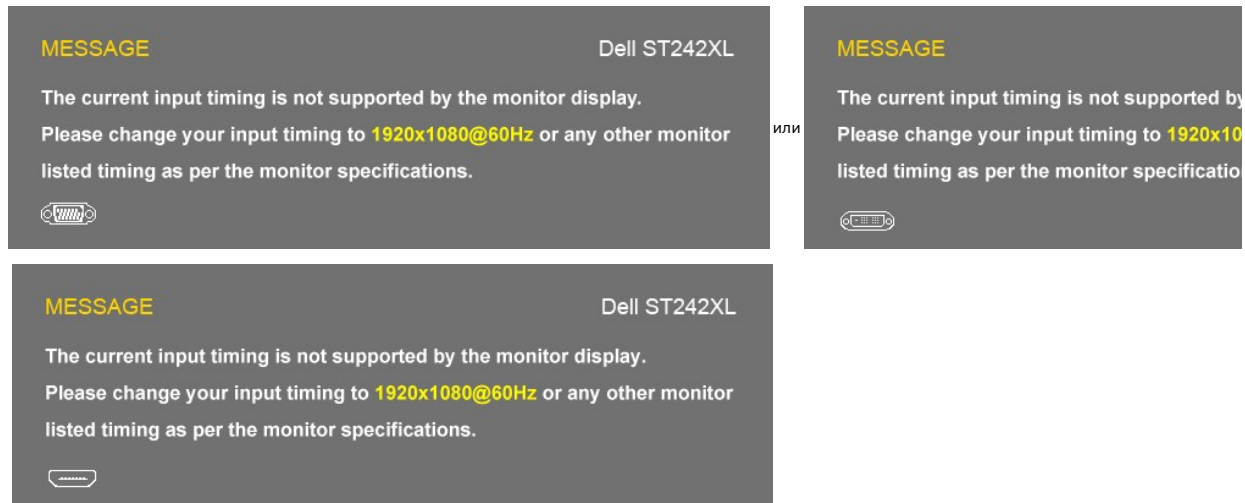 MESSAGE Dell ST242XL
The current input timing is not supported by the monitor display.
Please change your input timing to 1920x1080@60Hz or any other monitor
listed timing as per the monitor specifications.
или
MESSAGE
The current input timing is not supported by
Please change your input timing to 1920x10
listed timing as per the monitor
MESSAGE Dell ST242XL
The current input timing is not supported by the monitor display.
Please change your input timing to 1920x1080@60Hz or any other monitor
listed timing as per the monitor specifications.